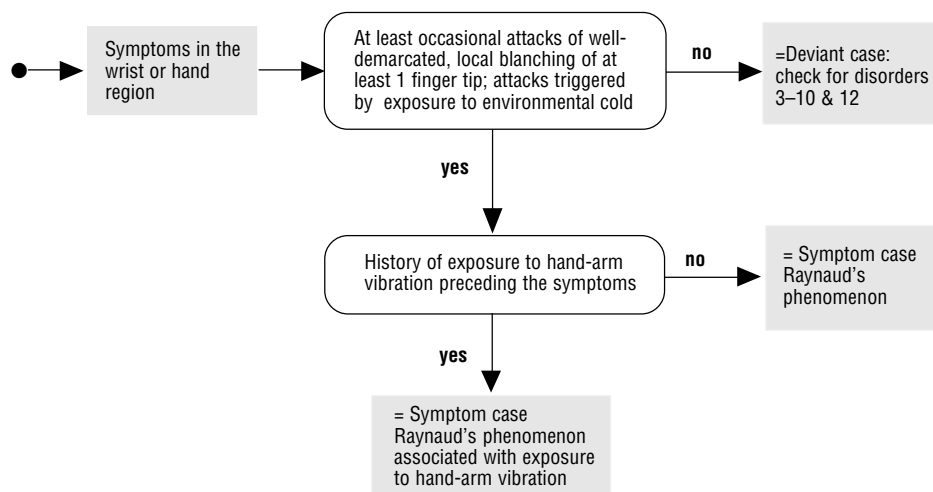 Symptoms in the
wrist or hand
region
At least occasional attacks of well-
demarcated, local blanching of at
least 1 finger tip; attacks triggered
by exposure to environmental cold
no
=Deviant case:
check for disorders
3–10 & 12
yes
History of exposure to hand-arm
vibration preceding the symptoms
no
= Symptom case
Raynaud’s
phenomenon
yes
= Symptom case
Raynaud’s phenomenon
associated with exposure
to hand-arm vibration